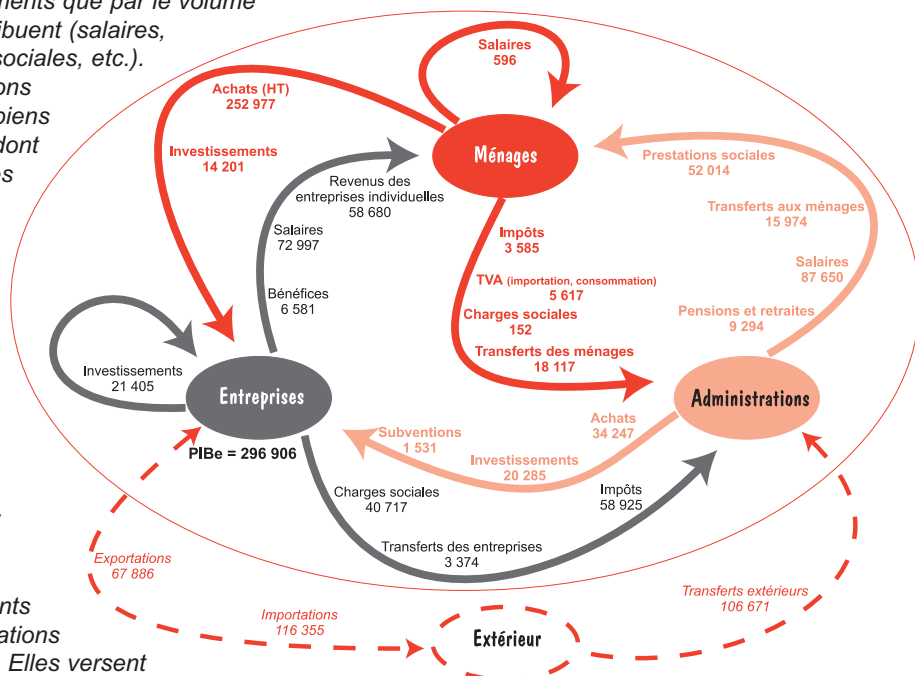 ments que par le volume
ibuent (salaires,
sociales, etc.).
ons
biens
dont
es
Salaires
596
Achats (HT)
252 977
Investissements
14 201
Ménages
Prestations sociales
52 014
Revenus des
entreprises individuelles
58 680
Transferts aux ménages
15 974
Salaires
72 997
Impôts
3 585
Salaires
87 650
TVA (importation, consommation)
5 617
Bénéfices
6 581
Charges sociales
152
Pensions et retraites
9 294
Transferts des ménages
18 117
Investissements
21 405
Entreprises
Administrations
PIBe = 296 906
Achats
34 247
Subventions
1 531
Investissements
20 285
Charges sociales
40 717
Impôts
58 925
Transferts des entreprises
3 374
Exportations
67 886
Importations
116 355
Extérieur
Transferts extérieurs
106 671
nts
ations
Elles versent